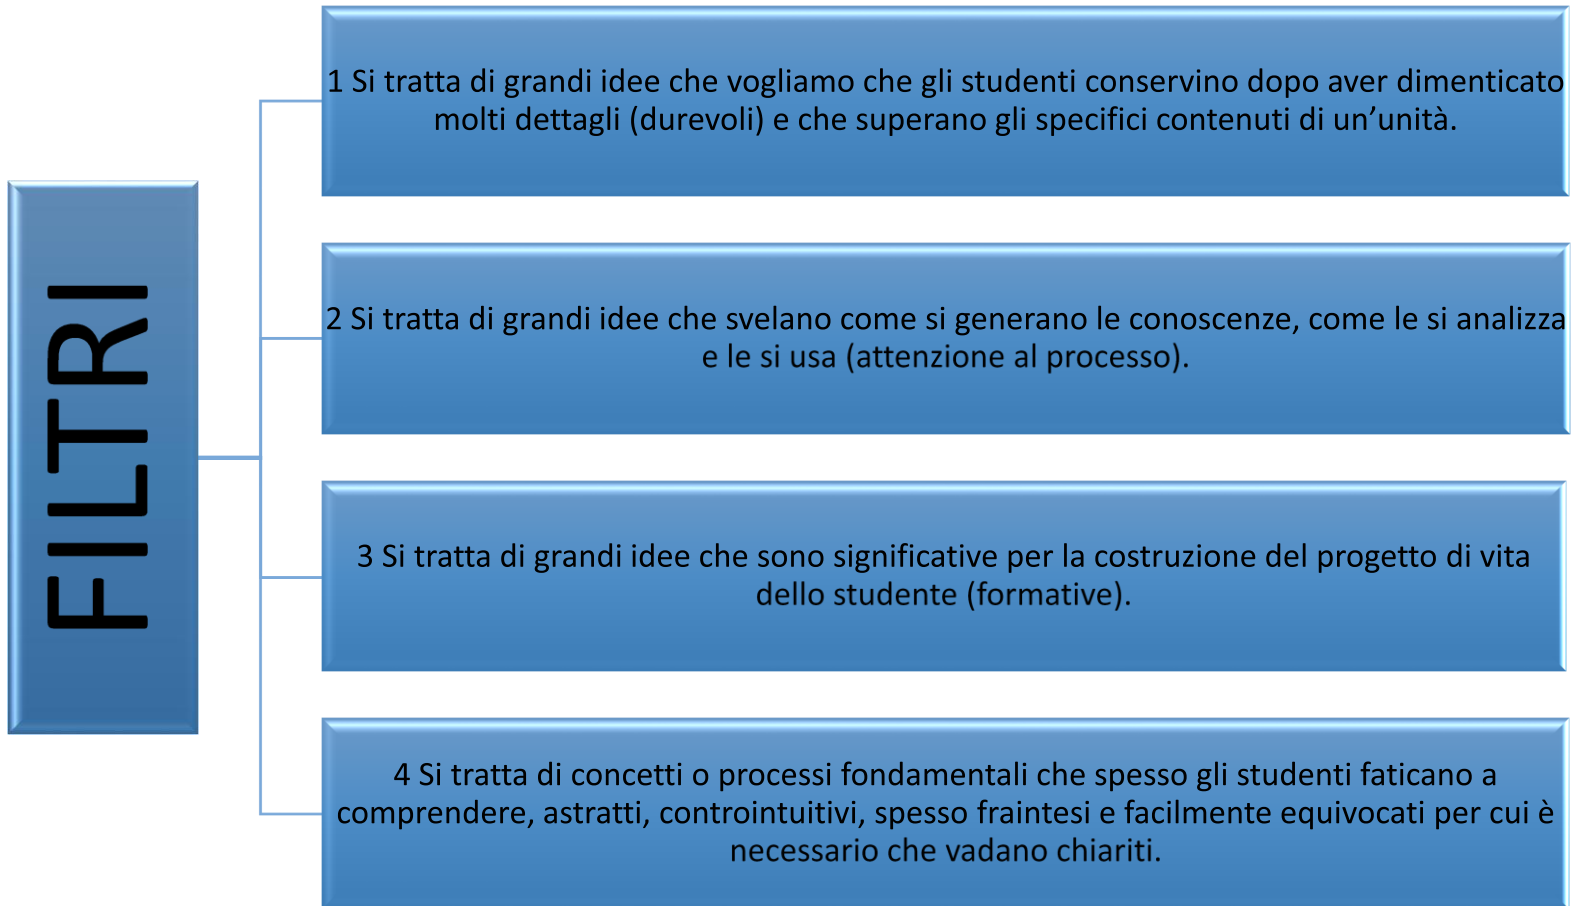 FILTRI
1 Si tratta di grandi idee che vogliamo che gli studenti conservino dopo aver dimenticato
molti dettagli (durevoli) e che superano gli specifici contenuti di un’unità.
2 Si tratta di grandi idee che svelano come si generano le conoscenze, come le si analizza
e le si usa (attenzione al processo).
3 Si tratta di grandi idee che sono significative per la costruzione del progetto di vita
dello studente (formative).
4 Si tratta di concetti o processi fondamentali che spesso gli studenti faticano a
comprendere, astratti, controintuitivi, spesso fraintesi e facilmente equivocati per cui è
necessario che vadano chiariti.